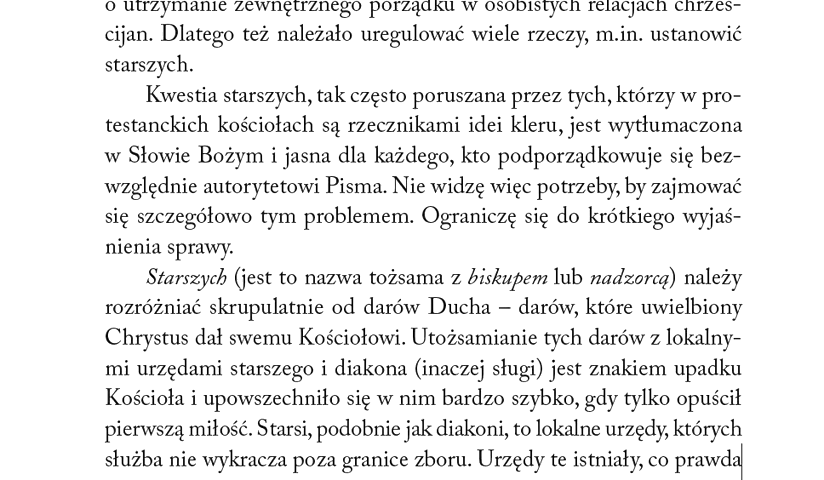 o utrzymanie zewnętrznego porządku w osobistych relacjach chrześ-
cijan. Dlatego też należało uregulować wiele rzeczy, m.in. ustanowić
starszych.
Kwestia starszych, tak często poruszana przez tych, którzy w pro-
testanckich kościołach są rzecznikami idei kleru, jest wytłumaczona
w Słowie Bożym i jasna dla każdego, kto podporządkowuje się bez-
względnie autorytetowi Pisma. Nie widzę więc potrzeby, by zajmować
się szczegółowo tym problemem. Ograniczę się do krótkiego wyjaś-
nienia sprawy.
Starszych (jest to nazwa tożsama z biskupem lub nadzorcą) należy
rozróżniać skrupulatnie od darów Ducha – darów, które uwielbiony
Chrystus dał swemu Kościołowi. Utożsamianie tych darów z lokalny-
mi urzędami starszego i diakona (inaczej sługi) jest znakiem upadku
Kościoła i upowszechniło się w nim bardzo szybko, gdy tylko opuścił
pierwszą miłość. Starsi, podobnie jak diakoni, to lokalne urzędy, których
służba nie wykracza poza granice zboru. Urzędy te istniały, co prawda